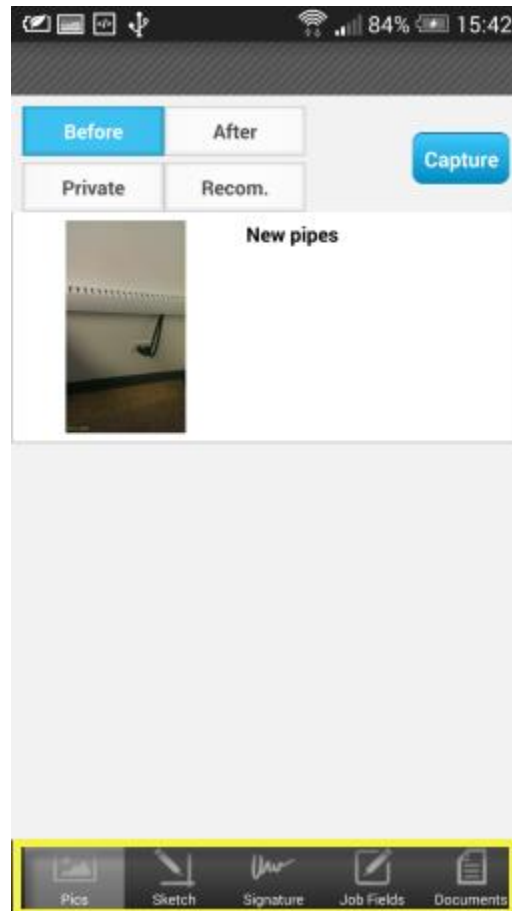 84% 15:42
Before After
Capture
Private Recom.
New pipes
Pics Sketch Signature Job Fields Documents